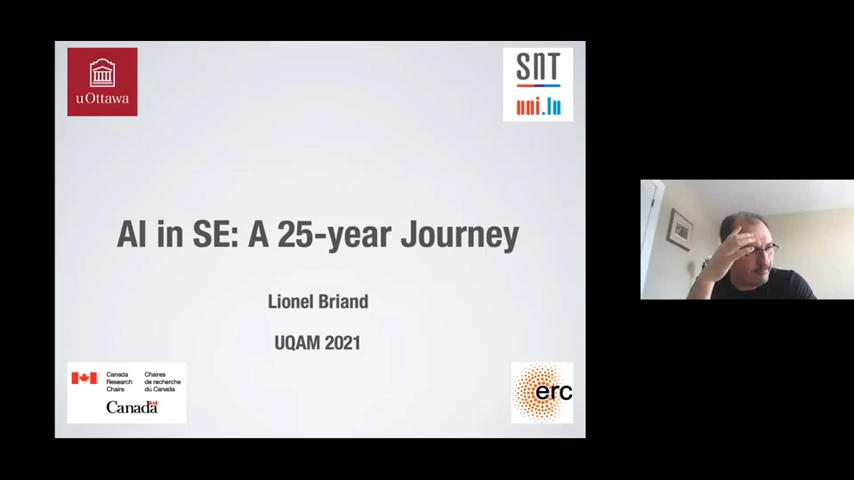 uOttawa
SnT
uni.lu
AI in SE: A 25-year Journey
Lionel Briand
UQAM 2021
Canada Chaires
Research de recherche
Chairs du Canada
Canada
erc